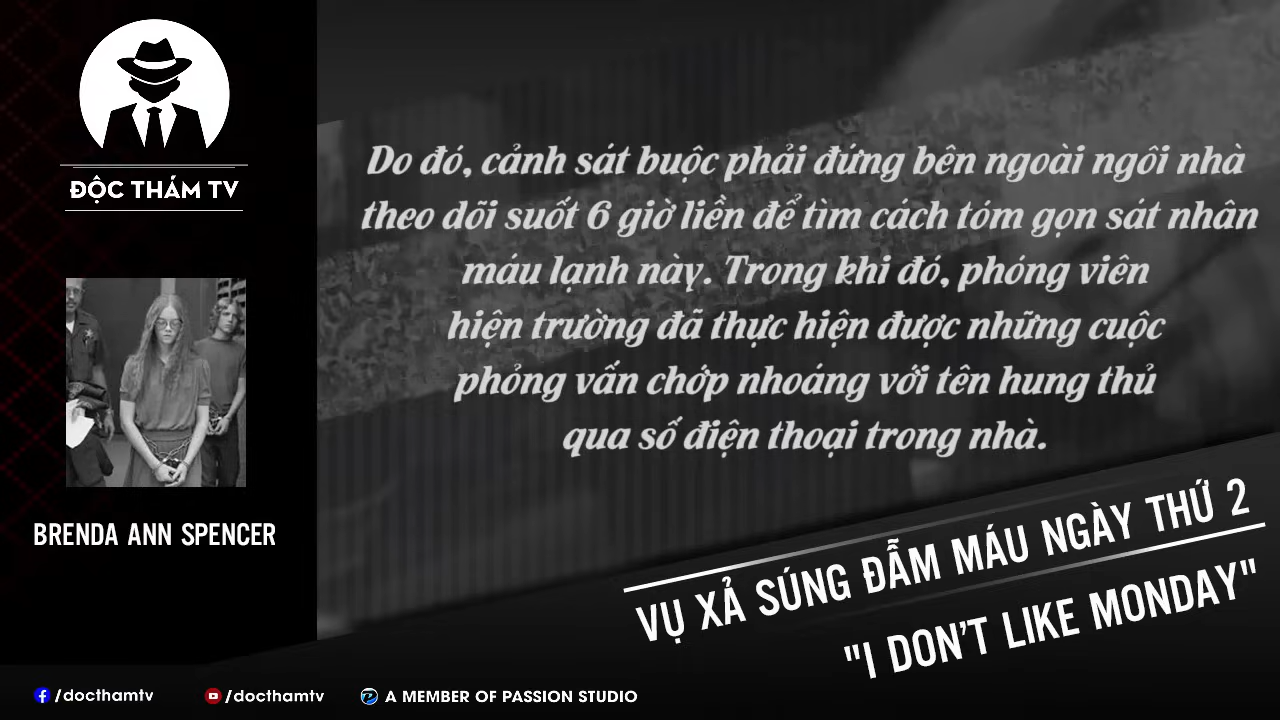 ĐỘC THÁM TV
BRENDA ANN SPENCER
Do đó, cảnh sát buộc phải đứng bên ngoài ngôi nhà
theo dõi suốt 6 giờ liền để tìm cách tóm gọn sát nhân
máu lạnh này. Trong khi đó, phóng viên
hiện trường đã thực hiện được những cuộc
phỏng vấn chớp nhoáng với tên hung thủ
qua số điện thoại trong nhà.
VỤ XẢ SÚNG ĐẪM MÁU NGÀY THỨ 2
"I DON'T LIKE MONDAY"
/docthamtv
/docthamtv
A MEMBER OF PASSION STUDIO